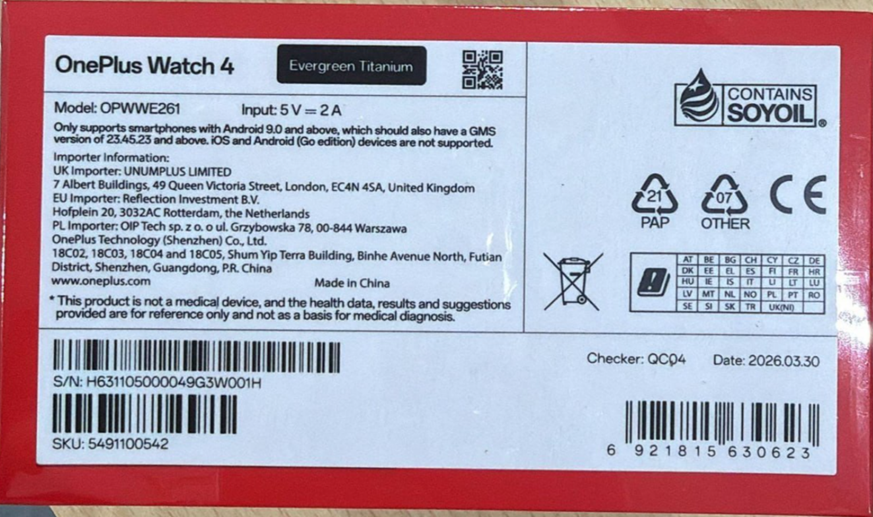 OnePlus Watch 4
Evergreen Titanium
Model: OPWWE261 Input: 5 V = 2 A
Only supports smartphones with Android 9.0 and above, which should also have a GMS
version of 23.45.23 and above. iOS and Android (Go edition) devices are not supported.
Importer Information:
UK Importer: UNUMPLUS LIMITED
7 Albert Buildings, 49 Queen Victoria Street, London, EC4N 4SA, United Kingdom
EU Importer: Reflection Investment B.V.
Hofplein 20, 3032AC Rotterdam, the Netherlands
PL Importer: OIP Tech sp. z o. o ul. Grzybowska 78, 00-844 Warszawa
OnePlus Technology (Shenzhen) Co., Ltd.
18C02, 18C03, 18C04 and 18C05, Shum Yip Terra Building, Binhe Avenue North, Futian
District, Shenzhen, Guangdong, P.R. China
www.oneplus.com Made in China
* This product is not a medical device, and the health data, results and suggestions
provided are for reference only and not as a basis for medical diagnosis.
CONTAINS
SOYOIL®
21
PAP
07
OTHER
CE
AT BE BG CH CY CZ DE
DK EE EL ES FI FR HR
HU IE IS IT LI LT LU
LV MT NL NO PL PT RO
SE SI SK TR UK(NI)
S/N: H631105000049G3W001H
SKU: 5491100542
Checker: QC04 Date: 2026.03.30
6 921815 630623